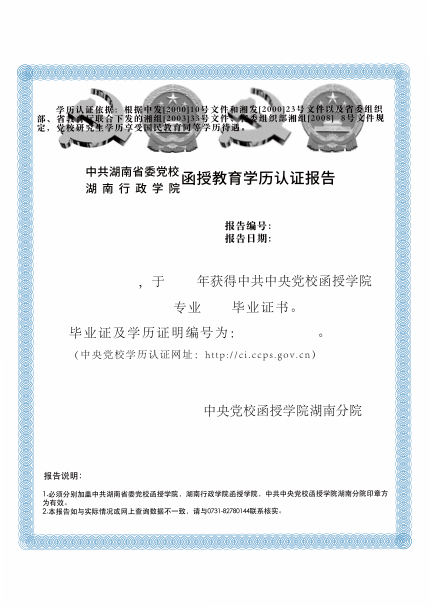 学历认证依据：根据中发[2000]10号文件和湘发[2000]23号文件以及省委组织
部、省教育厅联合下发的湘组[2003]33号文件、省委组织部湘组[2008] 8号文件规
定，党校研究生学历享受国民教育同等学历待遇。
中共湖南省委党校
湖南行政学院
函授教育学历认证报告
报告编号：
报告日期：
，于 年获得中共中央党校函授学院
专业 毕业证书。
毕业证及学历证明编号为： 。
（中央党校学历认证网址：http://ci.ccps.gov.cn）
中央党校函授学院湖南分院
报告说明：
1.必须分别加盖中共湖南省委党校函授学院，湖南行政学院函授学院，中共中央党校函授学院湖南分院印章方
为有效。
2.本报告如与实际情况或网上查询数据不一致，请与0731-82780144联系核实。